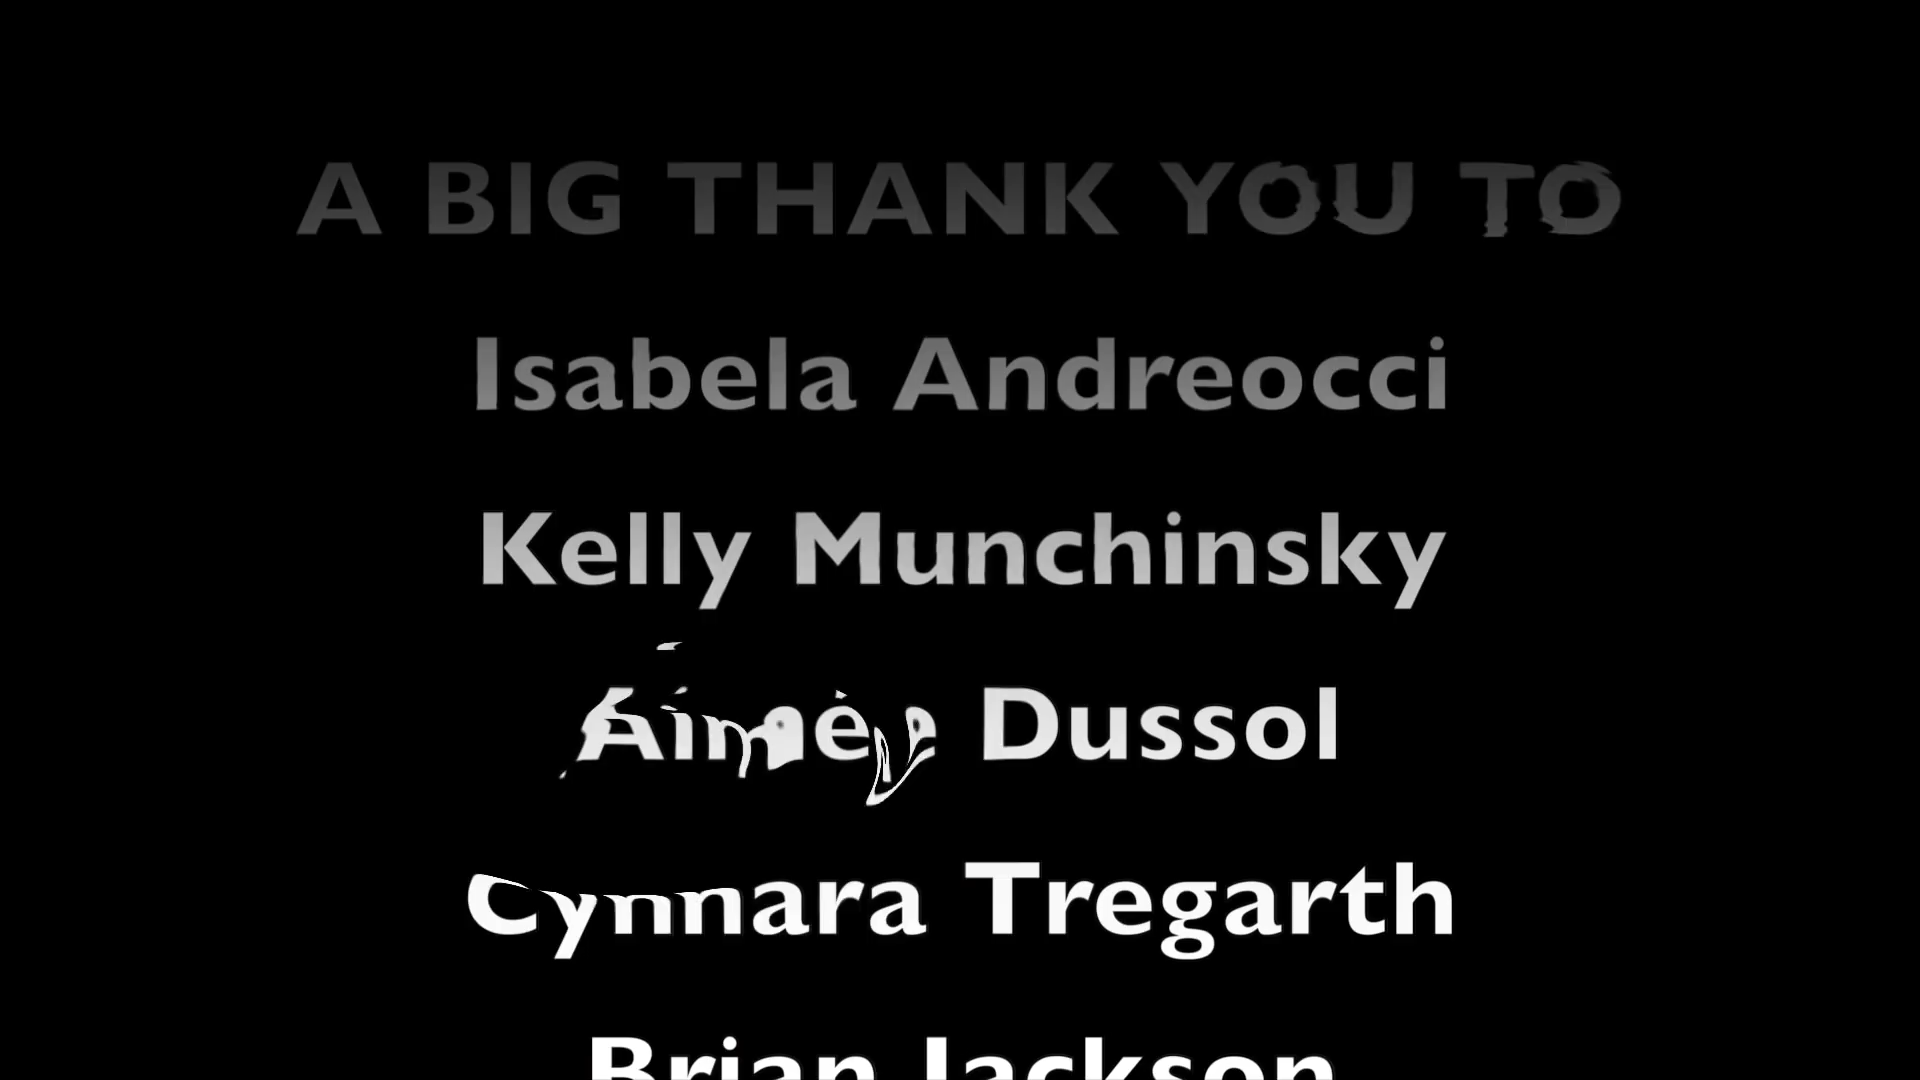 A BIG THANK YOU TO
Isabela Andreocci
Kelly Munchinsky
Dussol
Cynnara Tregarth
Brian Jackson